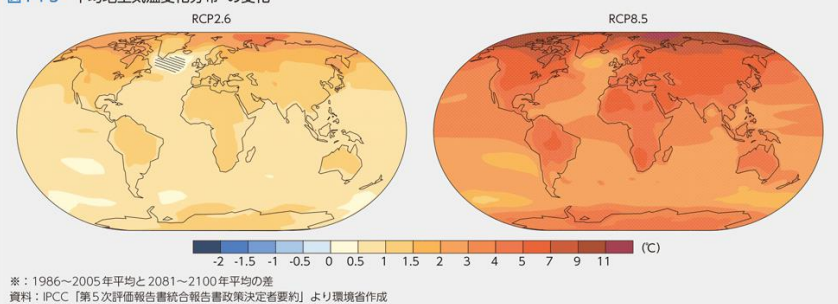 RCP2.6
RCP8.5
-2 -1.5 -1 -0.5 0 0.5 1 1.5 2 3 4 5 7 9 11 (℃)
※:1986~2005年平均と2081~2100年平均の差
資料:IPCC「第5次評価報告書統合報告書政策決定者要約」より環境省作成